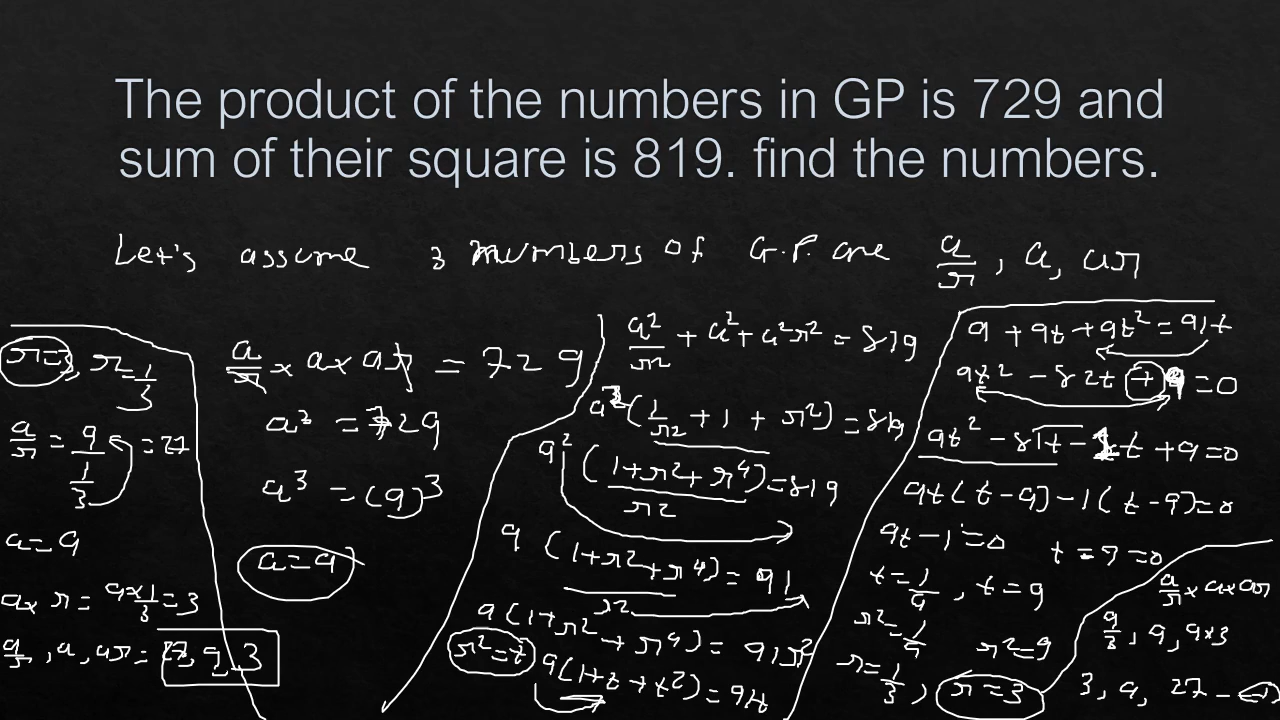 The product of the numbers in GP is 729 and
sum of their square is 819. find the numbers.
Let's assume 3 numbers of G.P. are a/r, a, ar
a/r × a × ar = 729
a³ = 729
a³ = (9)³
a = 9
a²/r² + a² + a²r² = 819
a²(1/r² + 1 + r²) = 819
9² (1+r²+r⁴)/r² = 819
9 (1+r²+r⁴)/r² = 91
9(1+r²+r⁴) = 91r²
r² = t
9(1+t+t²) = 91t
9 + 9t + 9t² = 91t
9t² - 82t + 9 = 0
9t² - 81t - 1t + 9 = 0
9t(t-9) - 1(t-9) = 0
9t - 1 = 0 t - 9 = 0
t = 1/9, t = 9
r² = 1/9 r² = 9
r = 1/3, r = 3
a/r × a × ar
9/3, 9, 9×3
3, 9, 27
r = 3, r = 1/3
a/r = 9/(1/3) = 27
a = 9
a × r = 9 × 1/3 = 3
a/r, a, ar = 27, 9, 3